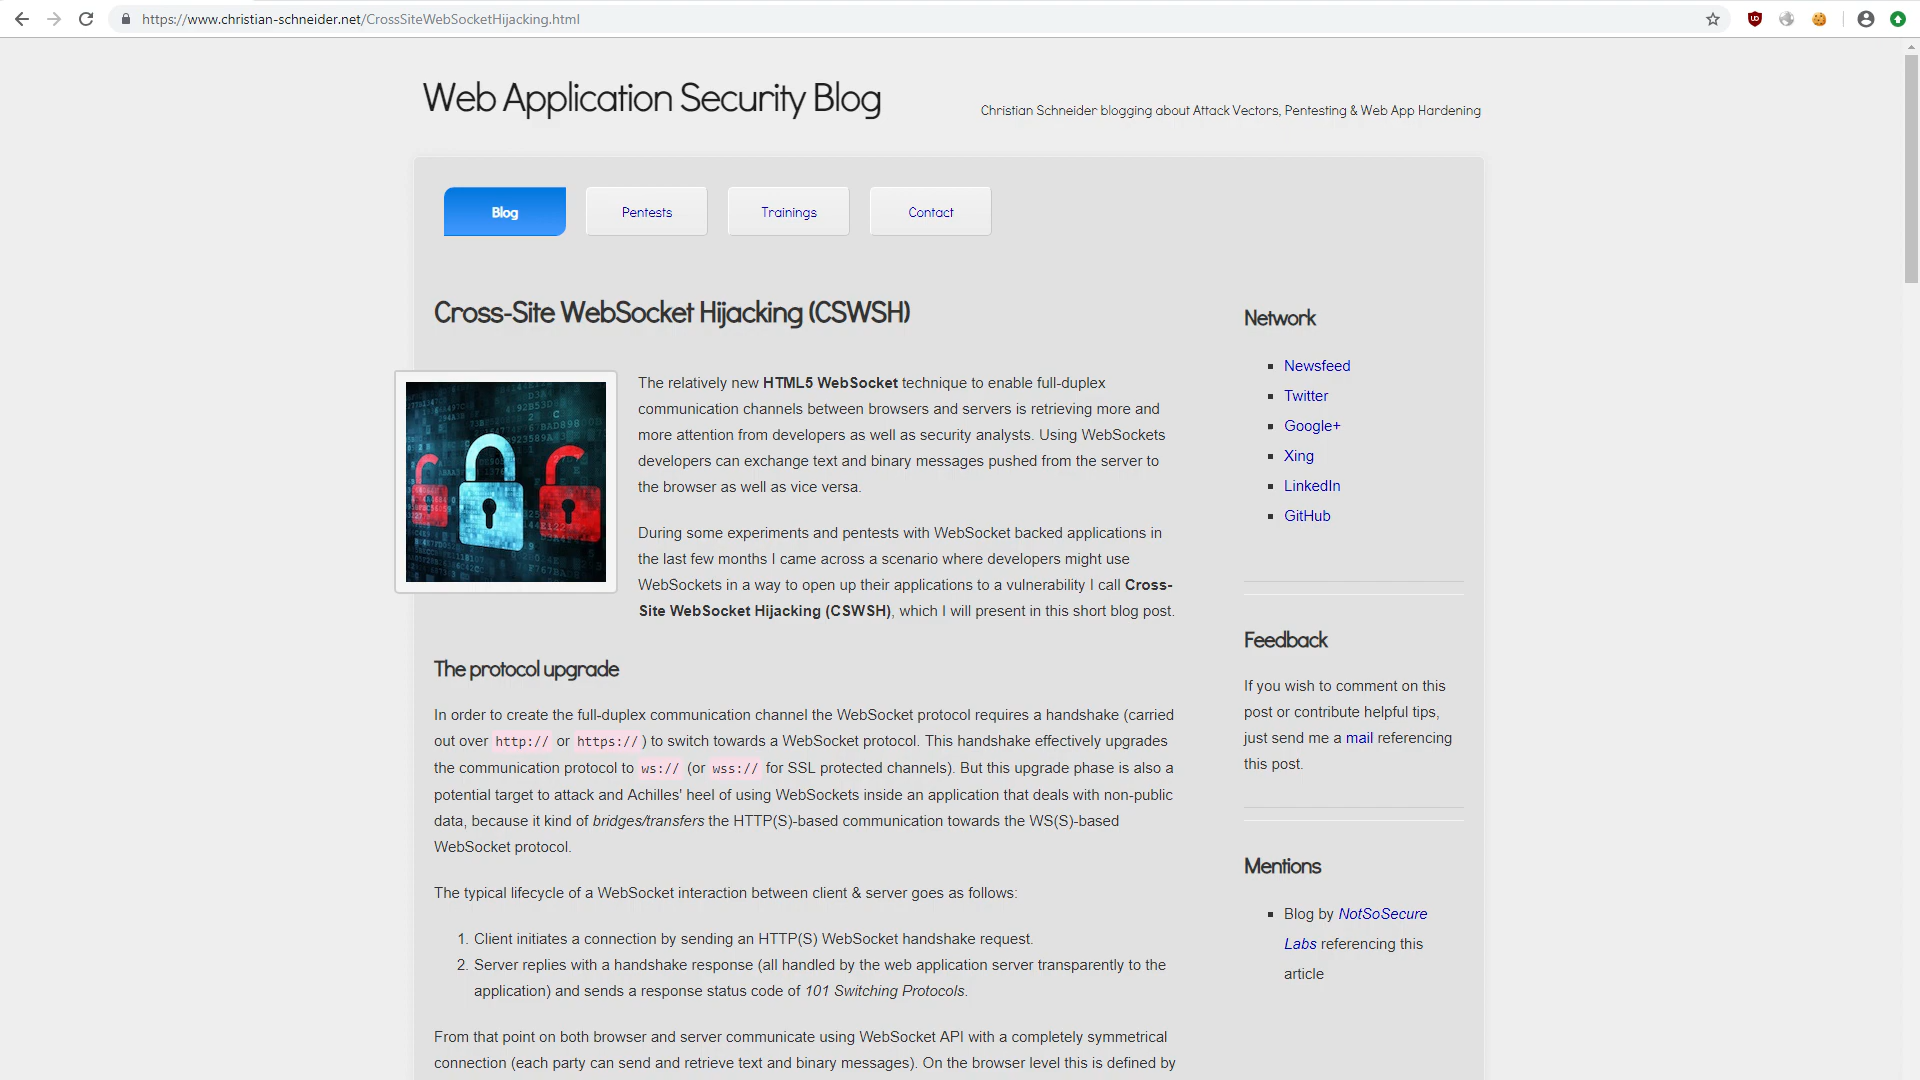 https://www.christian-schneider.net/CrossSiteWebSocketHijacking.html
Web Application Security Blog
Christian Schneider blogging about Attack Vectors, Pentesting & Web App Hardening
Blog
Pentests
Trainings
Contact
Cross-Site WebSocket Hijacking (CSWSH)
The relatively new HTML5 WebSocket technique to enable full-duplex
communication channels between browsers and servers is retrieving more and
more attention from developers as well as security analysts. Using WebSockets
developers can exchange text and binary messages pushed from the server to
the browser as well as vice versa.
During some experiments and pentests with WebSocket backed applications in
the last few months I came across a scenario where developers might use
WebSockets in a way to open up their applications to a vulnerability I call Cross-
Site WebSocket Hijacking (CSWSH), which I will present in this short blog post.
The protocol upgrade
In order to create the full-duplex communication channel the WebSocket protocol requires a handshake (carried
out over http:// or https://) to switch towards a WebSocket protocol. This handshake effectively upgrades
the communication protocol to ws:// (or wss:// for SSL protected channels). But this upgrade phase is also a
potential target to attack and Achilles' heel of using WebSockets inside an application that deals with non-public
data, because it kind of bridges/transfers the HTTP(S)-based communication towards the WS(S)-based
WebSocket protocol.
The typical lifecycle of a WebSocket interaction between client & server goes as follows:
1. Client initiates a connection by sending an HTTP(S) WebSocket handshake request.
2. Server replies with a handshake response (all handled by the web application server transparently to the
application) and sends a response status code of 101 Switching Protocols.
From that point on both browser and server communicate using WebSocket API with a completely symmetrical
connection (each party can send and retrieve text and binary messages). On the browser level this is defined by
Network
Newsfeed
Twitter
Google+
Xing
LinkedIn
GitHub
Feedback
If you wish to comment on this
post or contribute helpful tips,
just send me a mail referencing
this post.
Mentions
Blog by NotSoSecure
Labs referencing this
article